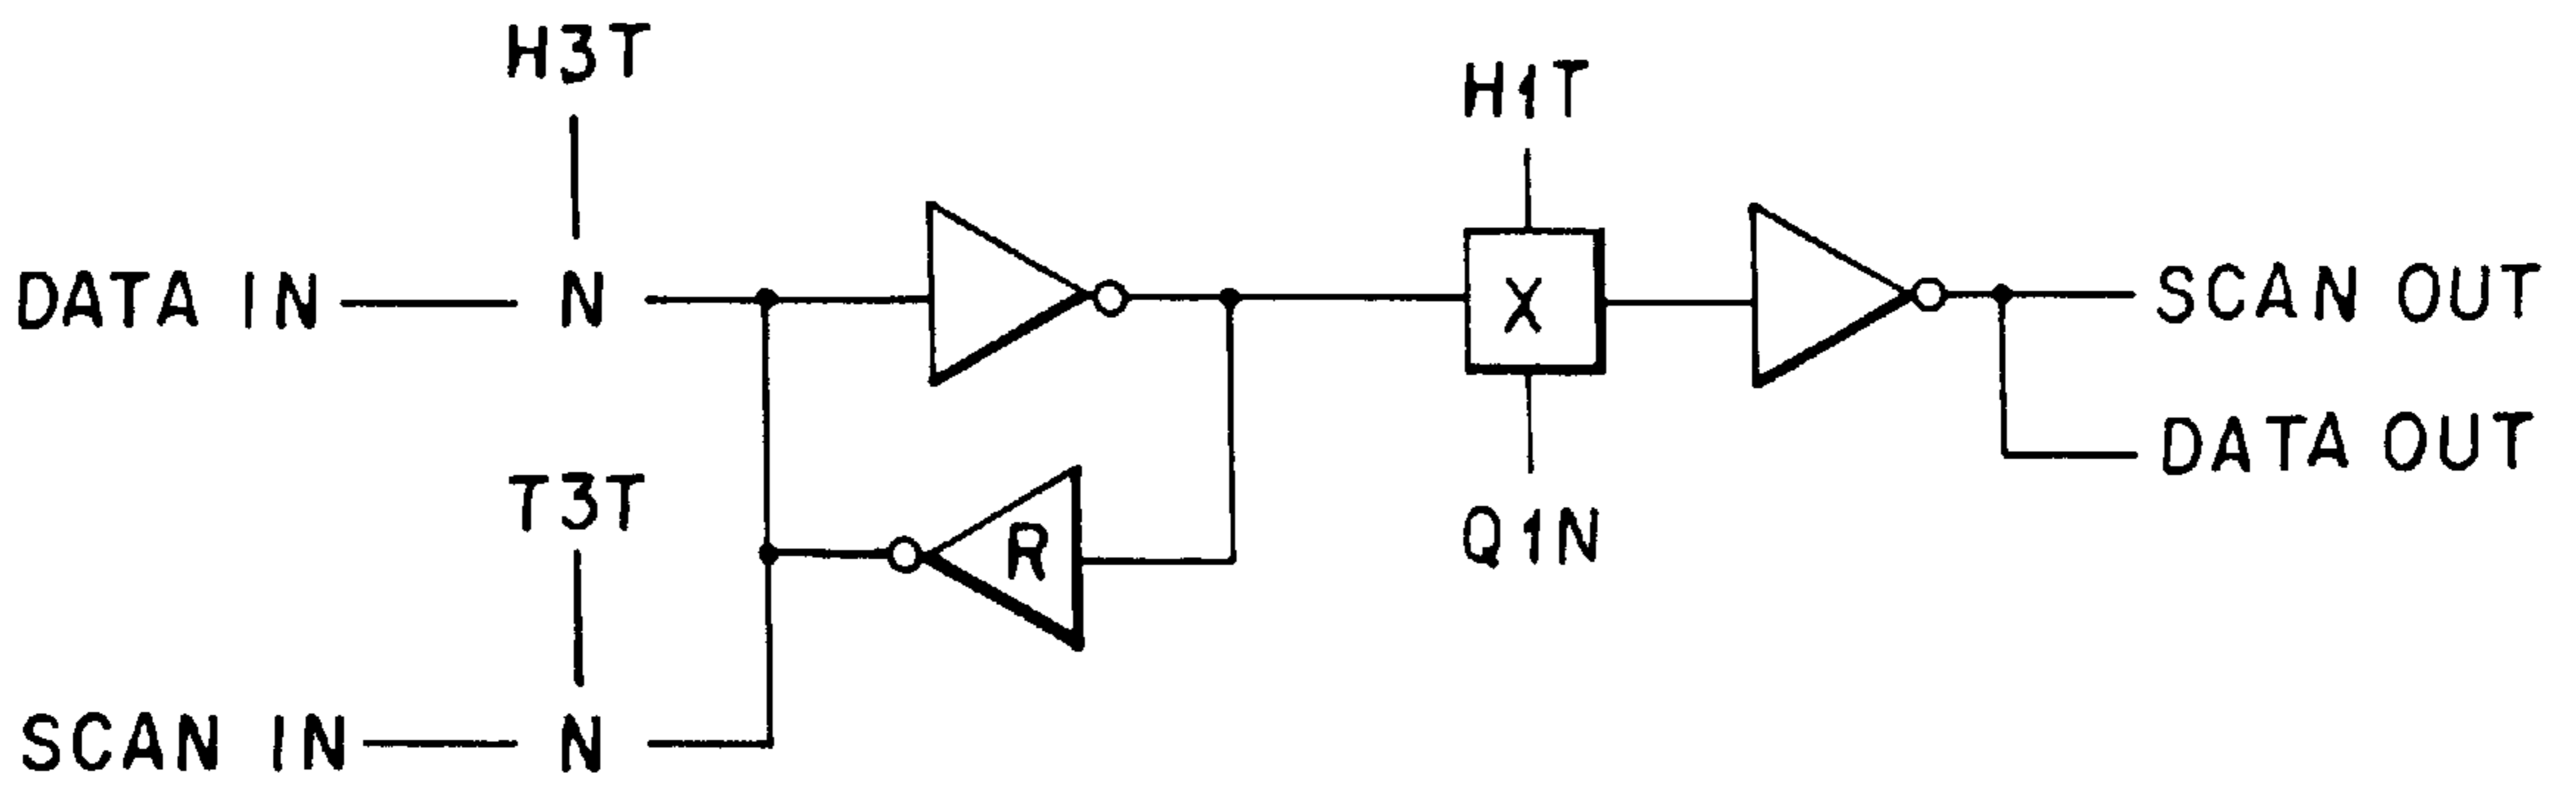 H3T
H1T
DATA IN
N
X
SCAN OUT
DATA OUT
T3T
R
Q1N
SCAN IN
N